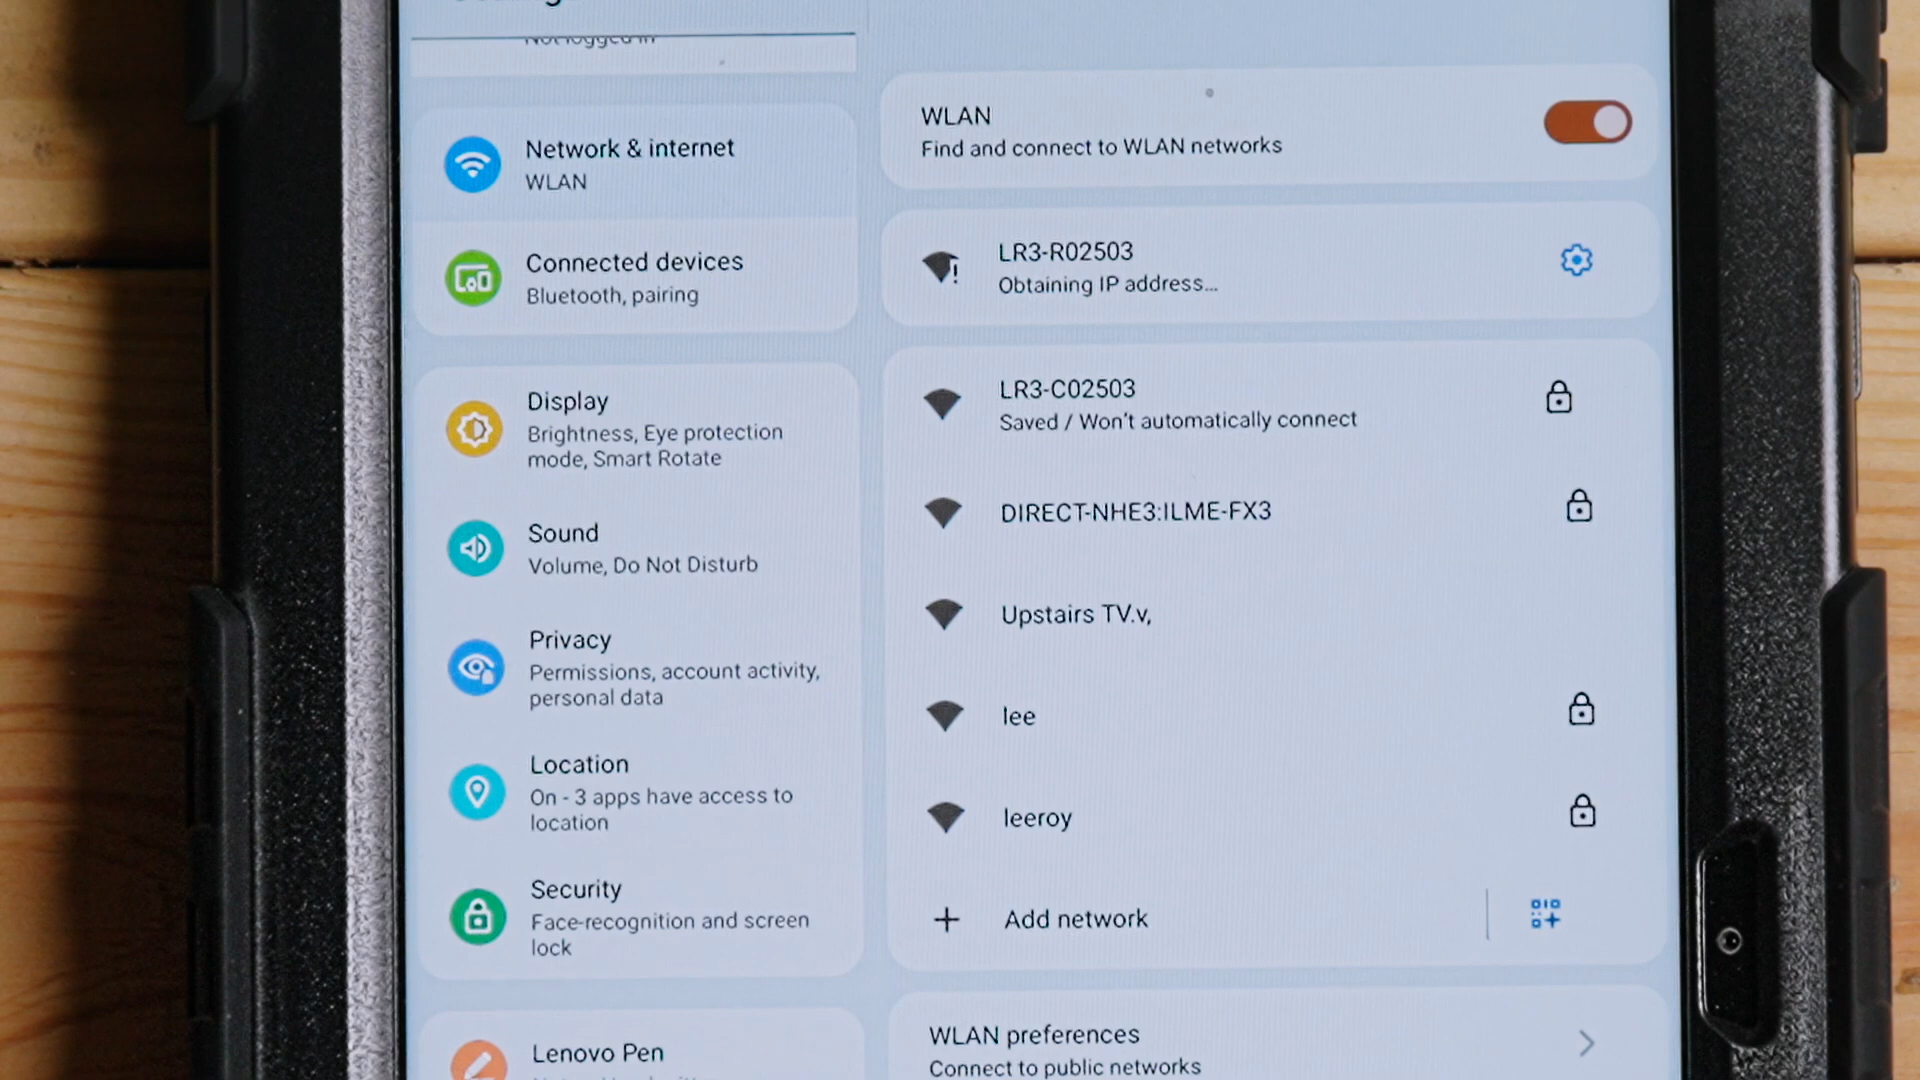 Not logged in
Network & internet
WLAN
Connected devices
Bluetooth, pairing
Display
Brightness, Eye protection
mode, Smart Rotate
Sound
Volume, Do Not Disturb
Privacy
Permissions, account activity,
personal data
Location
On - 3 apps have access to
location
Security
Face-recognition and screen
lock
Lenovo Pen
WLAN
Find and connect to WLAN networks
LR3-R02503
Obtaining IP address...
LR3-C02503
Saved / Won't automatically connect
DIRECT-NHE3:ILME-FX3
Upstairs TV.v,
lee
leeroy
Add network
WLAN preferences
Connect to public networks